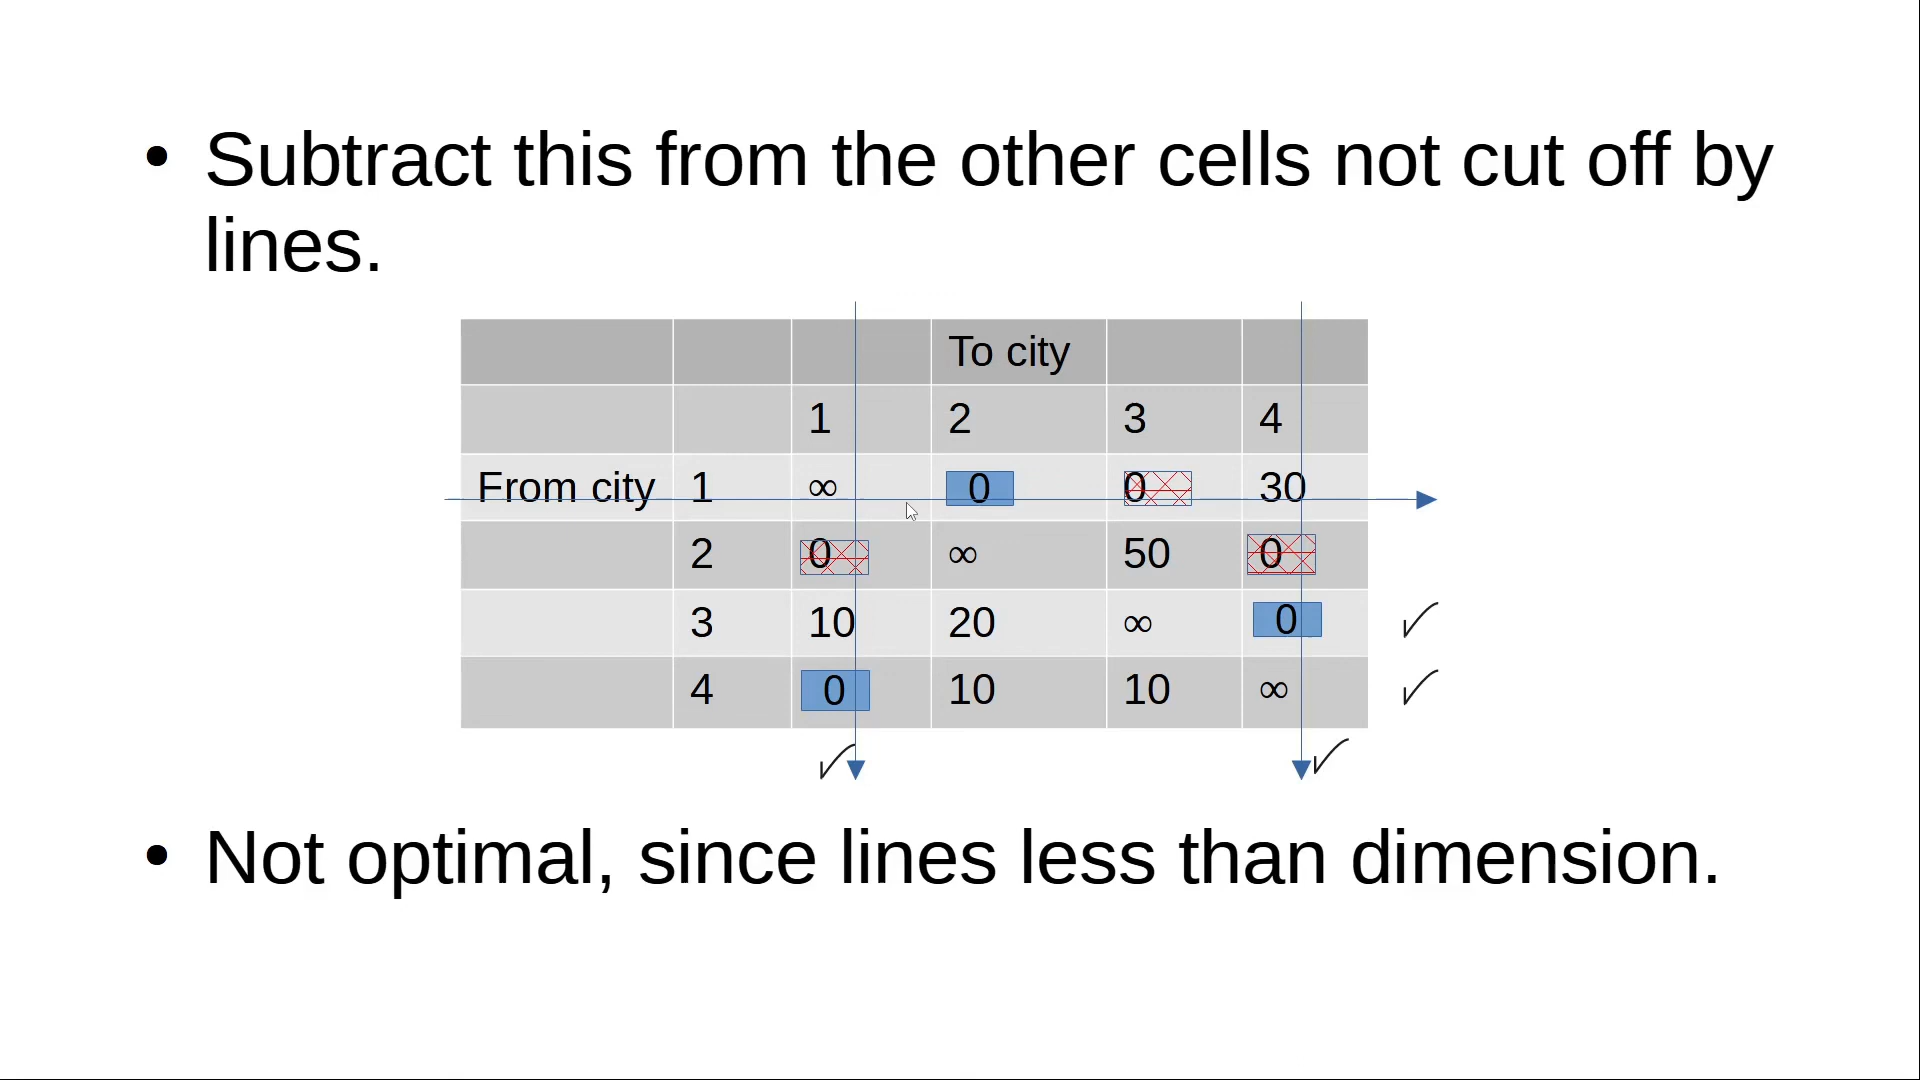 • Subtract this from the other cells not cut off by
lines.
To city
1 2 3 4
From city 1 ∞ 0 0 30
2 0 ∞ 50 0
3 10 20 ∞ 0
4 0 10 10 ∞
• Not optimal, since lines less than dimension.